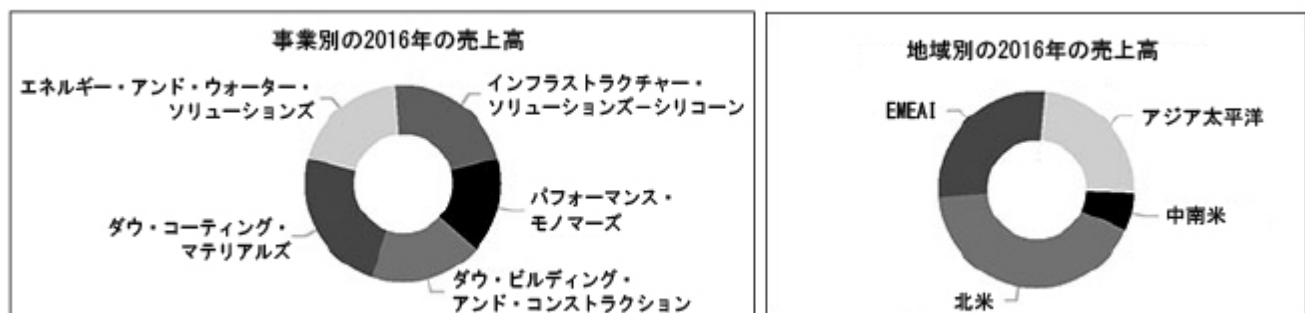 事業別の2016年の売上高
エネルギー・アンド・ウォーター・
ソリューションズ
インフラストラクチャー・
ソリューションズーシリコーン
パフォーマンス・
モノマーズ
ダウ・コーティング・
マテリアルズ
ダウ・ビルディング・
アンド・コンストラクション
地域別の2016年の売上高
EMEAI
アジア太平洋
中南米
北米